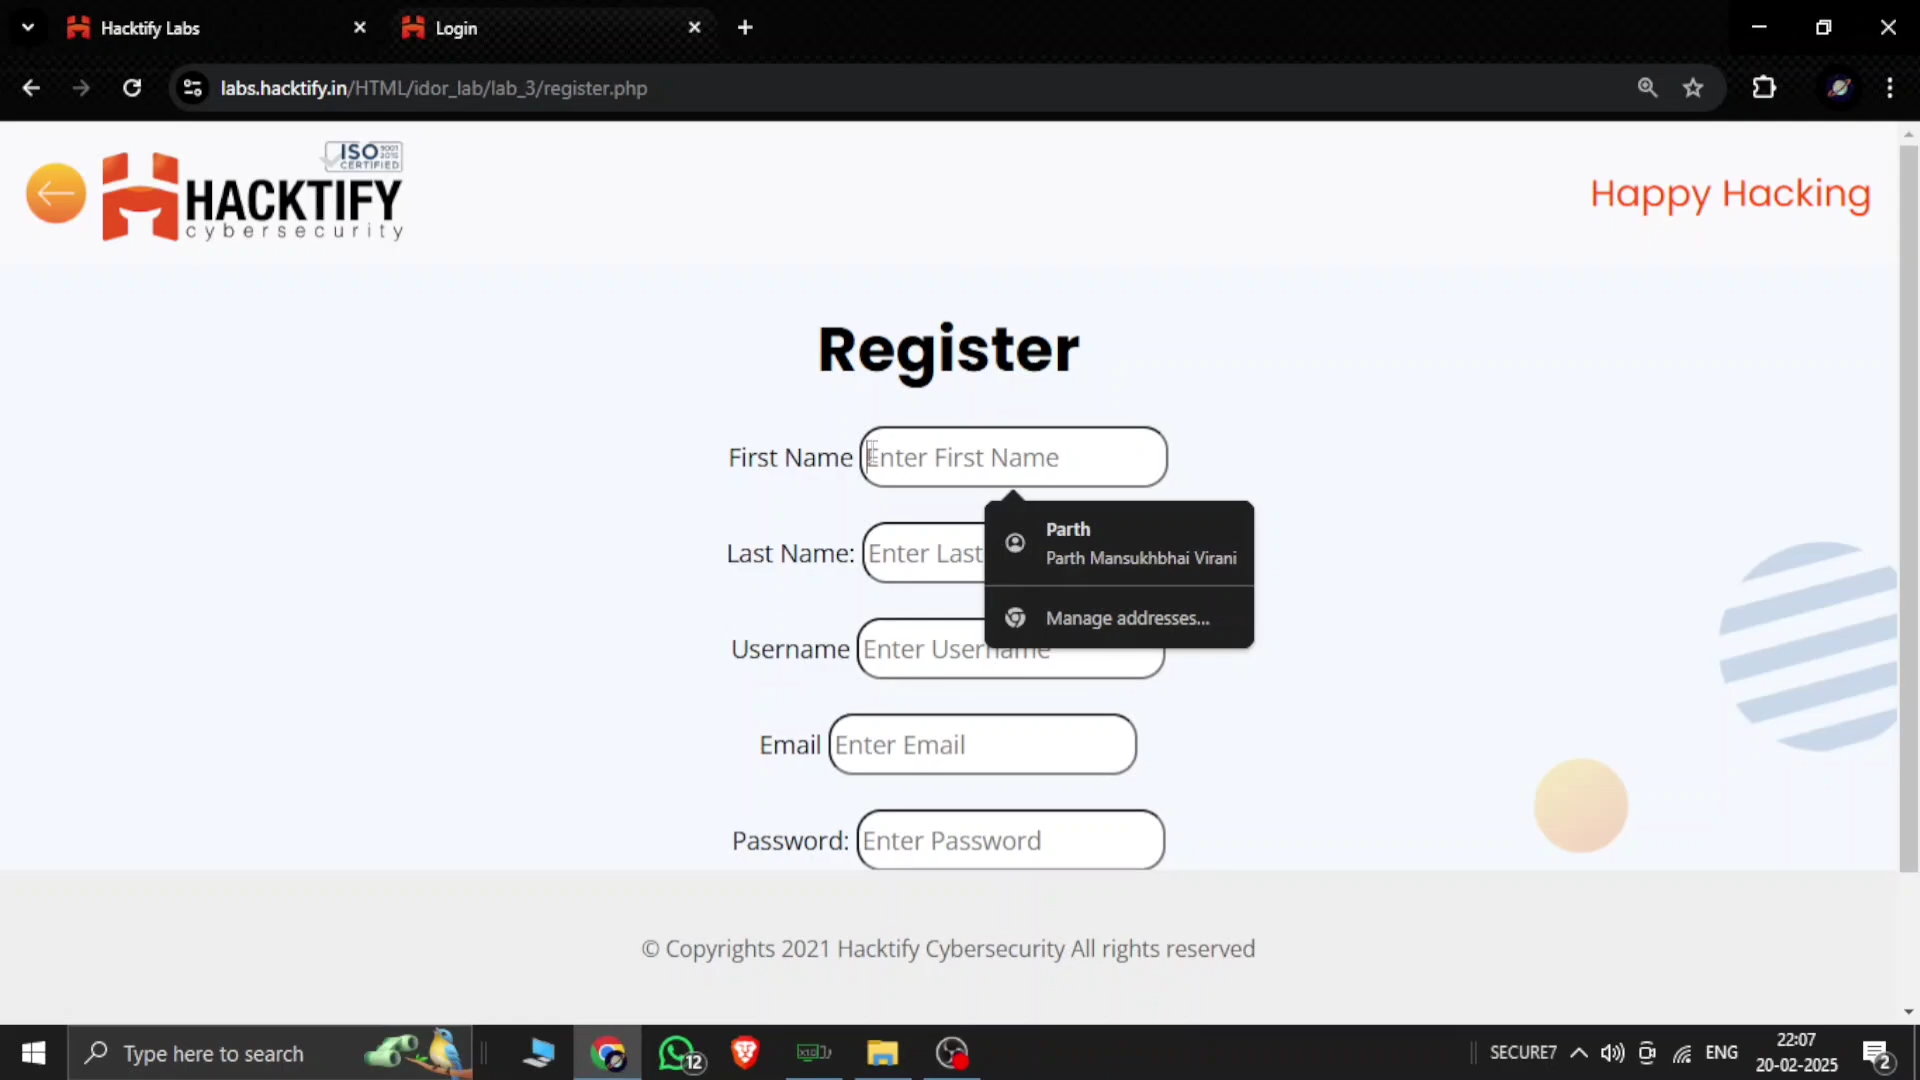 Hacktify Labs
Login
labs.hacktify.in/HTML/idor_lab/lab_3/register.php
ISO 9001 2015
CERTIFIED
HACKTIFY
cybersecurity
Happy Hacking
Register
First Name Enter First Name
Parth
Parth Mansukhbhai Virani
Last Name: Enter Last
Manage addresses...
Username Enter Username
Email Enter Email
Password: Enter Password
© Copyrights 2021 Hacktify Cybersecurity All rights reserved
Type here to search
12
SECURE7
ENG
22:07
20-02-2025
2